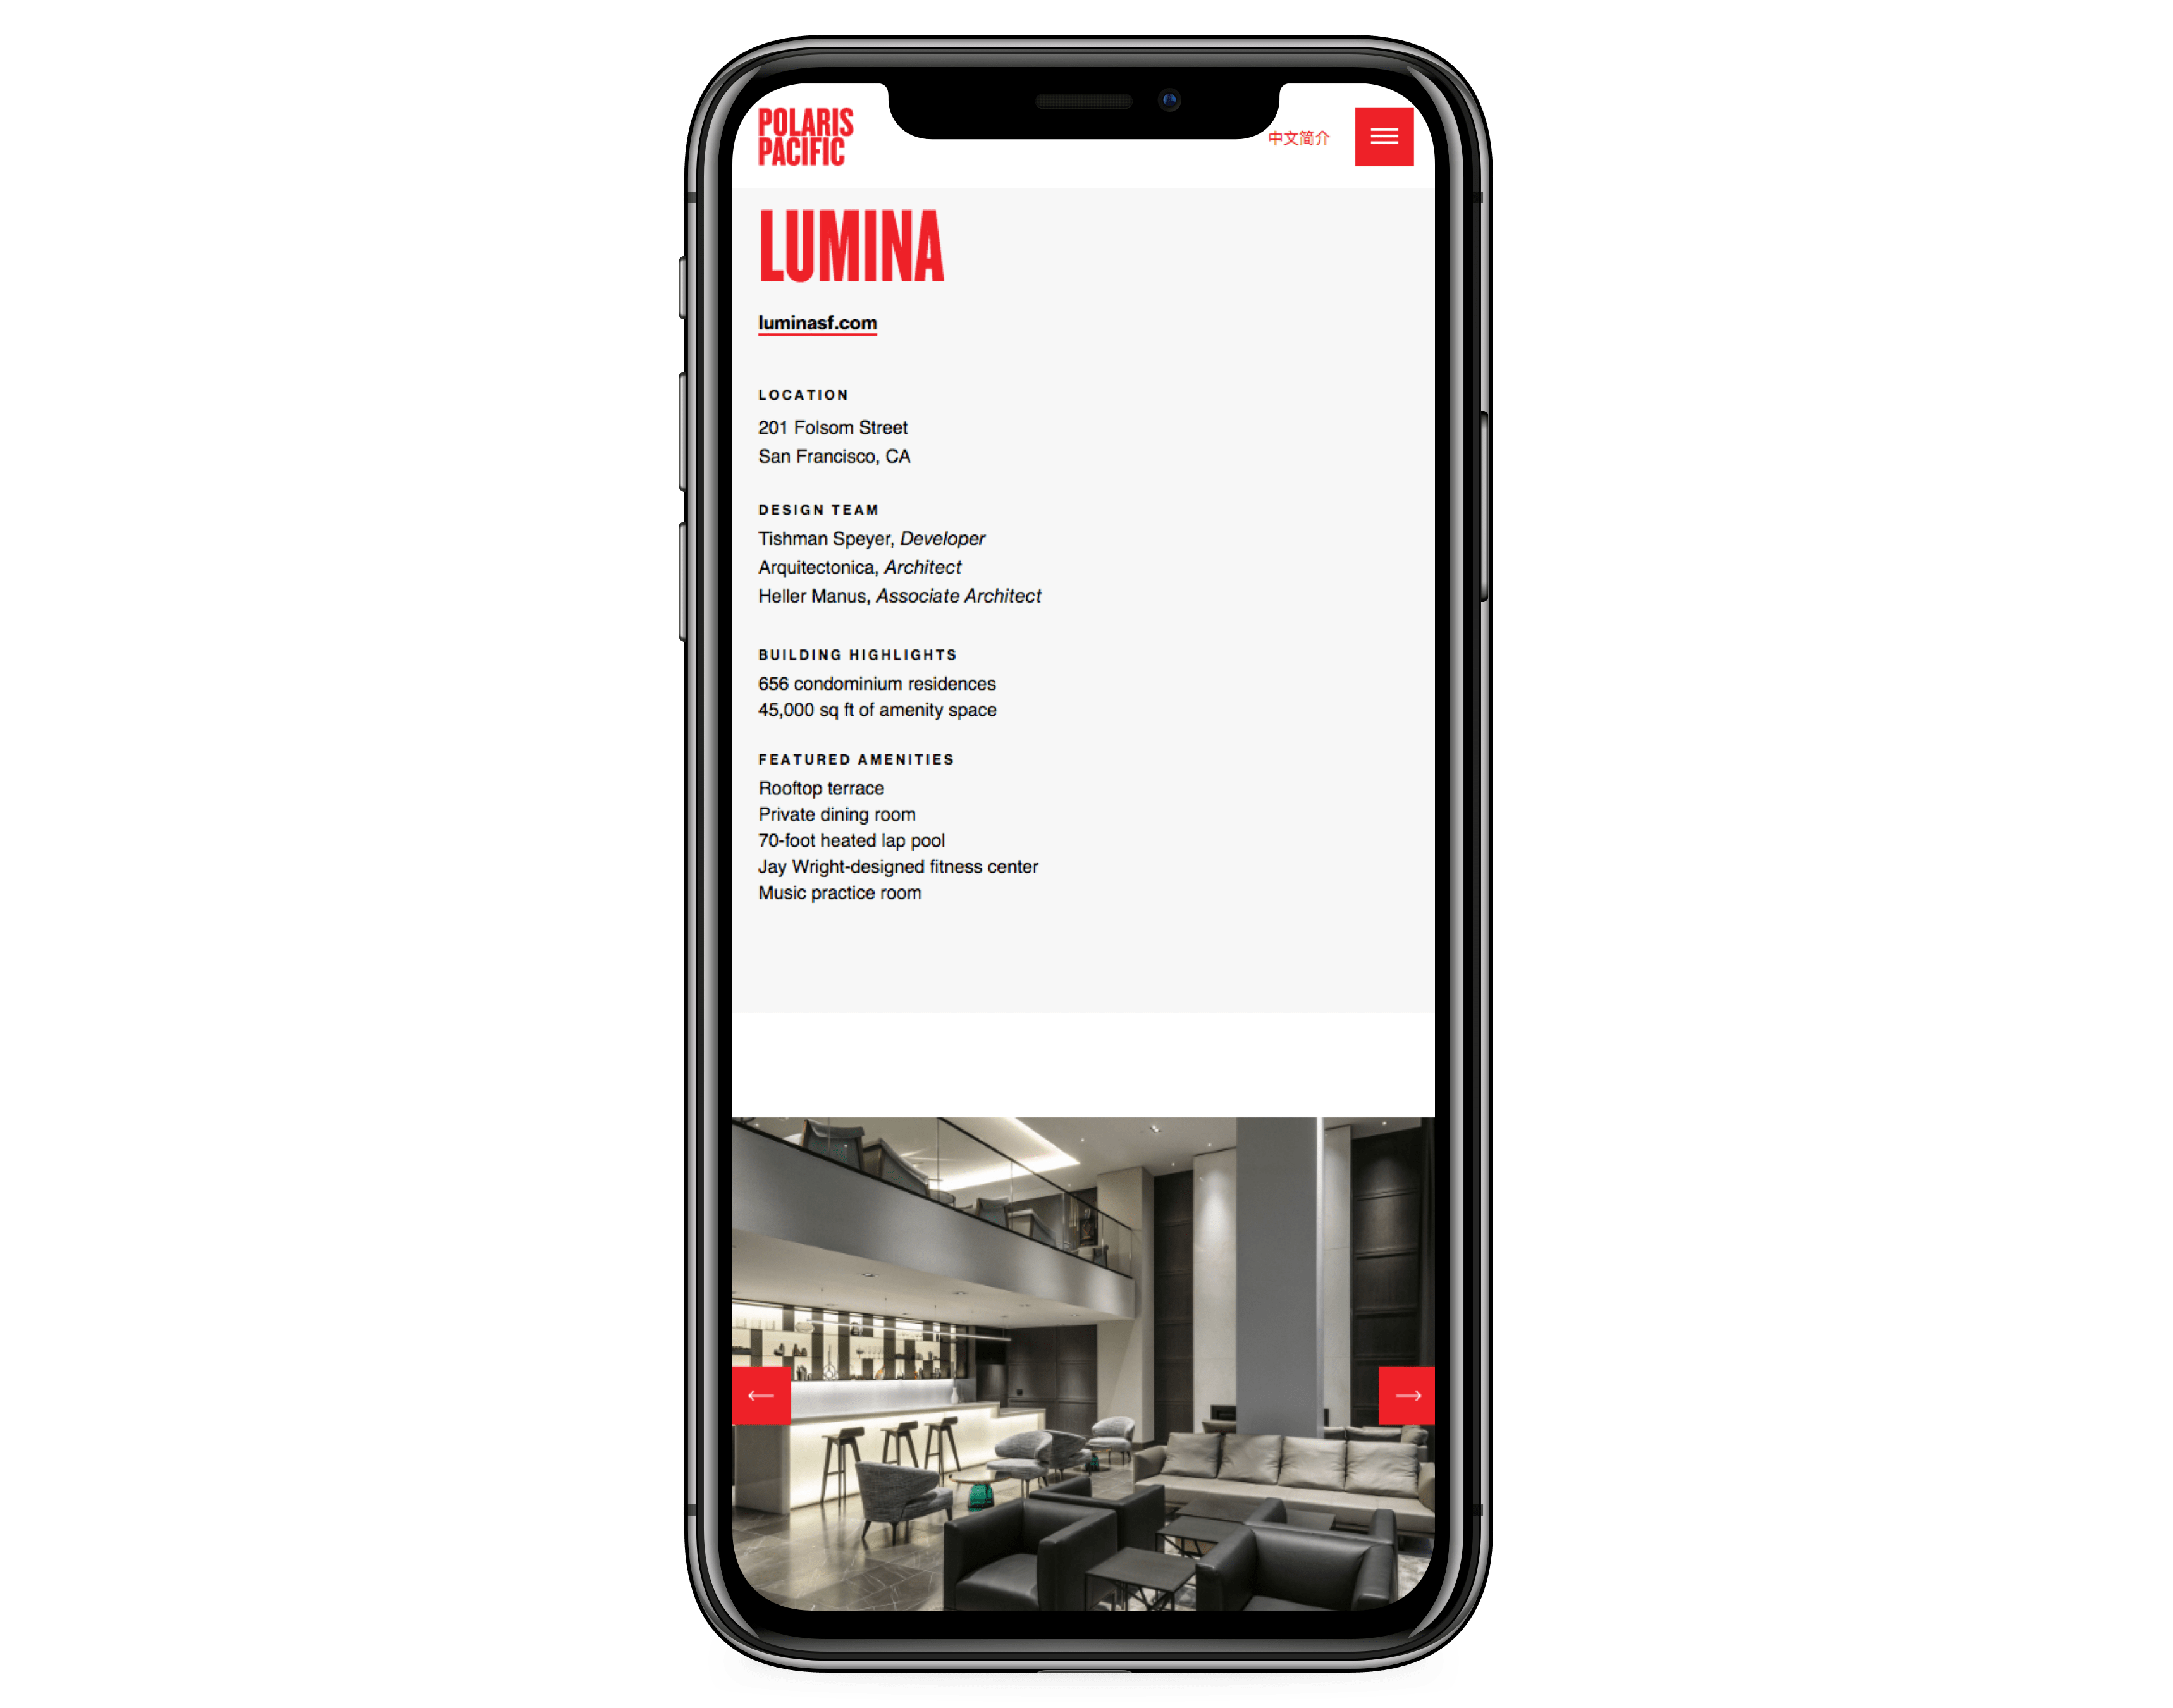 POLARIS
PACIFIC
中文简介
LUMINA
luminasf.com
LOCATION
201 Folsom Street
San Francisco, CA
DESIGN TEAM
Tishman Speyer, Developer
Arquitectonica, Architect
Heller Manus, Associate Architect
BUILDING HIGHLIGHTS
656 condominium residences
45,000 sq ft of amenity space
FEATURED AMENITIES
Rooftop terrace
Private dining room
70-foot heated lap pool
Jay Wright-designed fitness center
Music practice room